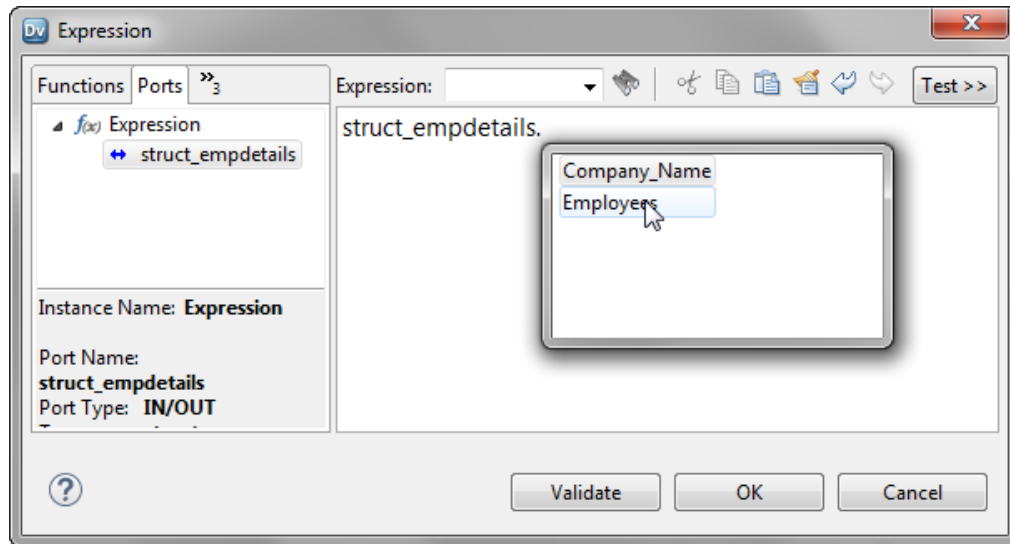 Dv Expression
X
Functions Ports »3
Expression:
Test >>
f(x) Expression
struct_empdetails
struct_empdetails.
Company_Name
Employees
Instance Name: Expression
Port Name:
struct_empdetails
Port Type: IN/OUT
?
Validate
OK
Cancel